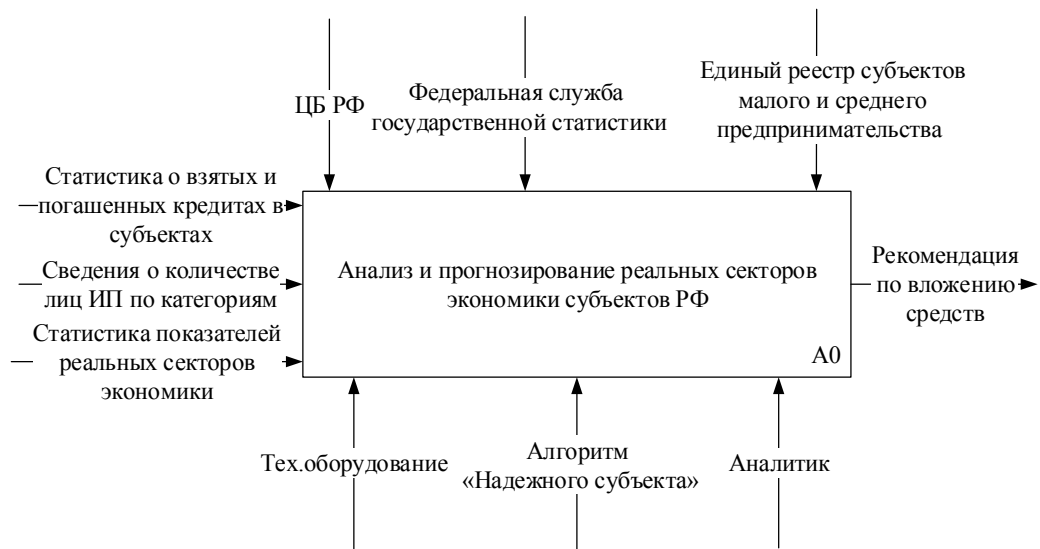 ЦБ РФ
Федеральная служба
государственной статистики
Единый реестр субъектов
малого и среднего
предпринимательства
Статистика о взятых и
погашенных кредитах в
субъектах
Сведения о количестве
лиц ИП по категориям
Статистика показателей
реальных секторов
экономики
Анализ и прогнозирование реальных секторов
экономики субъектов РФ
А0
Рекомендация
по вложению
средств
Тех.оборудование
Алгоритм
«Надежного субъекта»
Аналитик